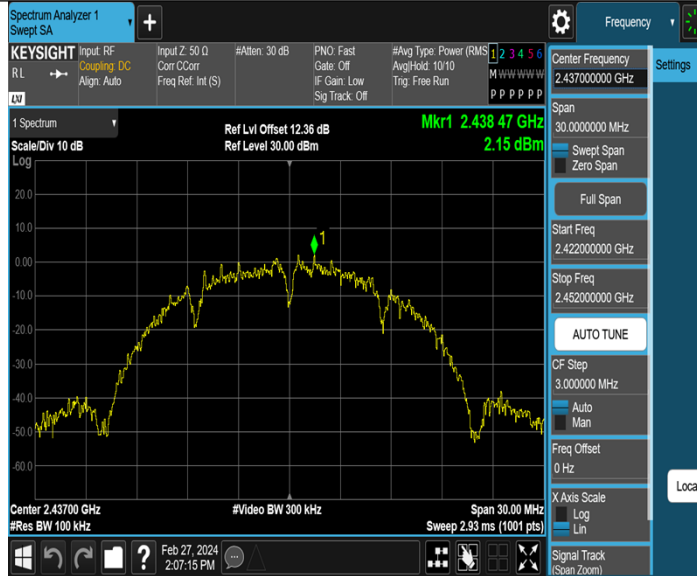 Spectrum Analyzer 1
Swept SA
+
Frequency
KEYSIGHT
RL
LXI
Input: RF
Coupling: DC
Align: Auto
Input Z: 50 Ω
Corr CCorr
Freq Ref: Int (S)
#Atten: 30 dB
PNO: Fast
Gate: Off
IF Gain: Low
Sig Track: Off
#Avg Type: Power (RMS
Avg|Hold: 10/10
Trig: Free Run
1 2 3 4 5 6
M W W W W W
P P P P P P
1 Spectrum
Scale/Div 10 dB
Log
Ref Lvl Offset 12.36 dB
Ref Level 30.00 dBm
Mkr1 2.438 47 GHz
2.15 dBm
20.0
10.0
0.00
-10.0
-20.0
-30.0
-40.0
-50.0
-60.0
1
Center 2.43700 GHz
#Res BW 100 kHz
#Video BW 300 kHz
Span 30.00 MHz
Sweep 2.93 ms (1001 pts)
Feb 27, 2024
2:07:15 PM
?
Center Frequency
2.437000000 GHz
Span
30.0000000 MHz
Swept Span
Zero Span
Full Span
Start Freq
2.422000000 GHz
Stop Freq
2.452000000 GHz
AUTO TUNE
CF Step
3.000000 MHz
Auto
Man
Freq Offset
0 Hz
X Axis Scale
Log
Lin
Signal Track
(Span Zoom)
Settings
Loca